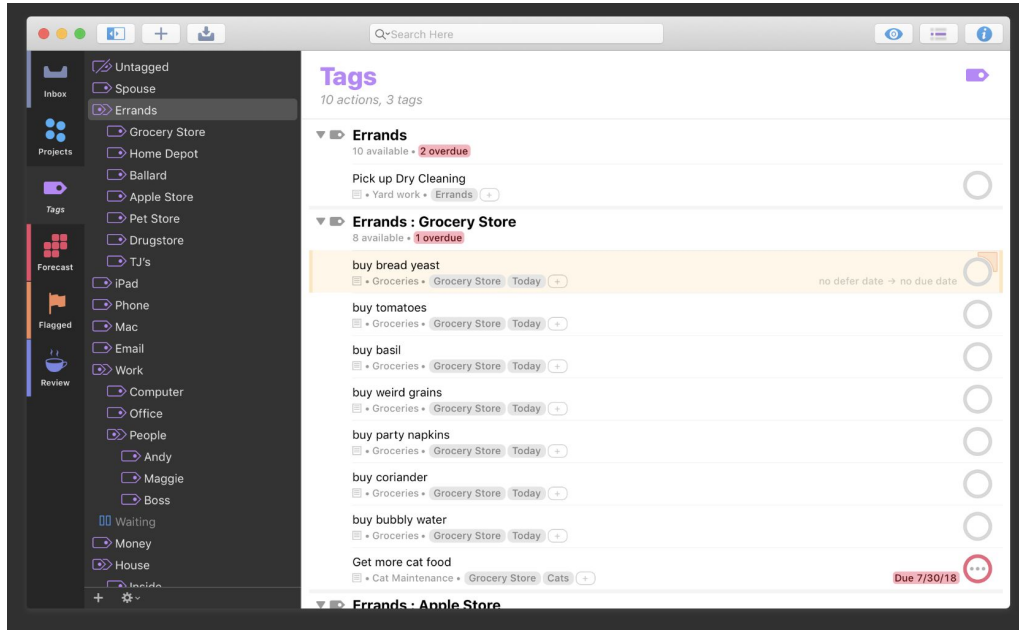 Search Here
Inbox
Projects
Tags
Forecast
Flagged
Review
Untagged
Spouse
Errands
Grocery Store
Home Depot
Ballard
Apple Store
Pet Store
Drugstore
TJ's
iPad
Phone
Mac
Email
Work
Computer
Office
People
Andy
Maggie
Boss
Waiting
Money
House
Inside
Tags
10 actions, 3 tags
Errands
10 available • 2 overdue
Pick up Dry Cleaning
• Yard work • Errands +
Errands : Grocery Store
8 available • 1 overdue
buy bread yeast
• Groceries • Grocery Store Today + no defer date → no due date
buy tomatoes
• Groceries • Grocery Store Today +
buy basil
• Groceries • Grocery Store Today +
buy weird grains
• Groceries • Grocery Store Today +
buy party napkins
• Groceries • Grocery Store Today +
buy coriander
• Groceries • Grocery Store Today +
buy bubbly water
• Groceries • Grocery Store Today +
Get more cat food
• Cat Maintenance • Grocery Store Cats + Due 7/30/18
Errands : Apple Store